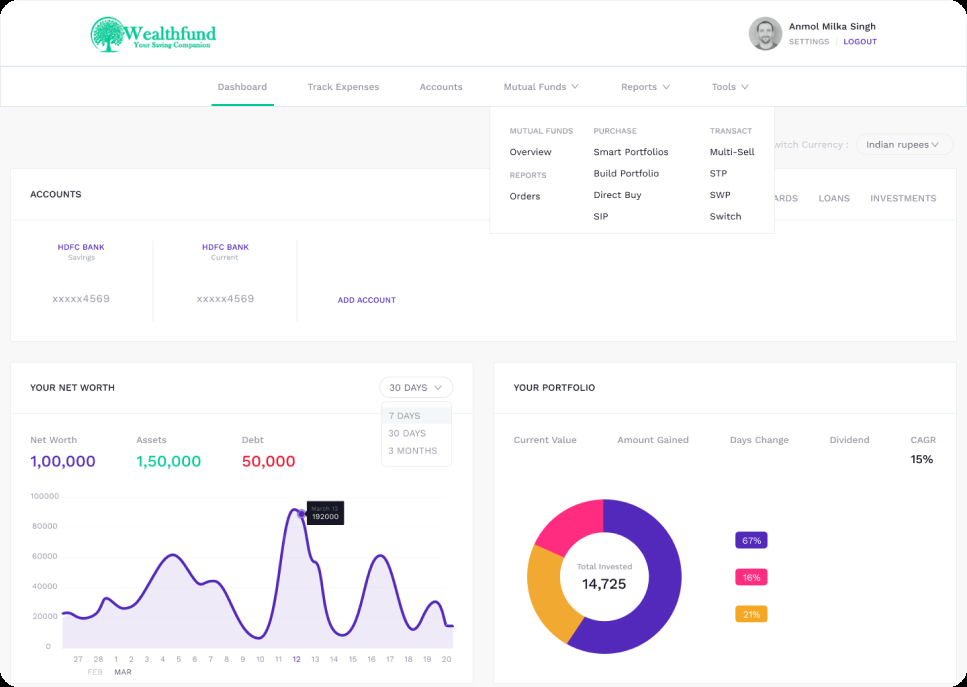 Wealthfund
Your Saving Companion
Anmol Milka Singh
SETTINGS | LOGOUT
Dashboard Track Expenses Accounts Mutual Funds Reports Tools
MUTUAL FUNDS PURCHASE TRANSACT
Overview Smart Portfolios Multi-Sell
REPORTS Build Portfolio STP
Orders Direct Buy SWP
SIP Switch
witch Currency : Indian rupees
ACCOUNTS
ARDS LOANS INVESTMENTS
HDFC BANK HDFC BANK
Savings Current
xxxxx4569 xxxxx4569
ADD ACCOUNT
YOUR NET WORTH 30 DAYS
7 DAYS
30 DAYS
3 MONTHS
Net Worth Assets Debt
1,00,000 1,50,000 50,000
100000
80000
60000
40000
20000
0
March 12
192000
27 28 1 2 3 4 5 6 7 8 9 10 11 12 13 14 15 16 17 18 19 20
FEB MAR
YOUR PORTFOLIO
Current Value Amount Gained Days Change Dividend CAGR
15%
Total Invested
14,725
67%
16%
21%